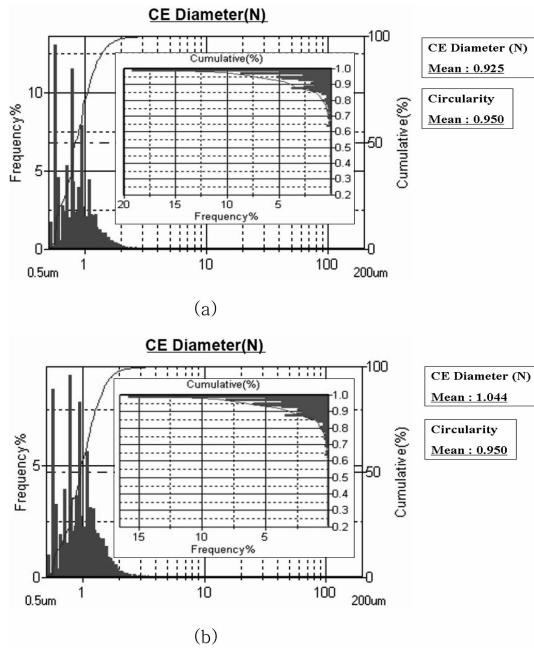 CE Diameter(N)
Frequency%
10
5
0
100
50
0
Cumulative(%)
0.5um
1
10
100
200um
Cumulative(%)
1.0
0.9
0.8
0.7
0.6
0.5
0.4
0.3
0.2
20
15
10
5
Frequency%
CE Diameter (N)
Mean : 0.925
Circularity
Mean : 0.950
(a)
CE Diameter(N)
Frequency%
5
0
100
50
0
Cumulative(%)
0.5um
1
10
100
200um
Cumulative(%)
1.0
0.9
0.8
0.7
0.6
0.5
0.4
0.3
0.2
15
10
5
Frequency%
CE Diameter (N)
Mean : 1.044
Circularity
Mean : 0.950
(b)